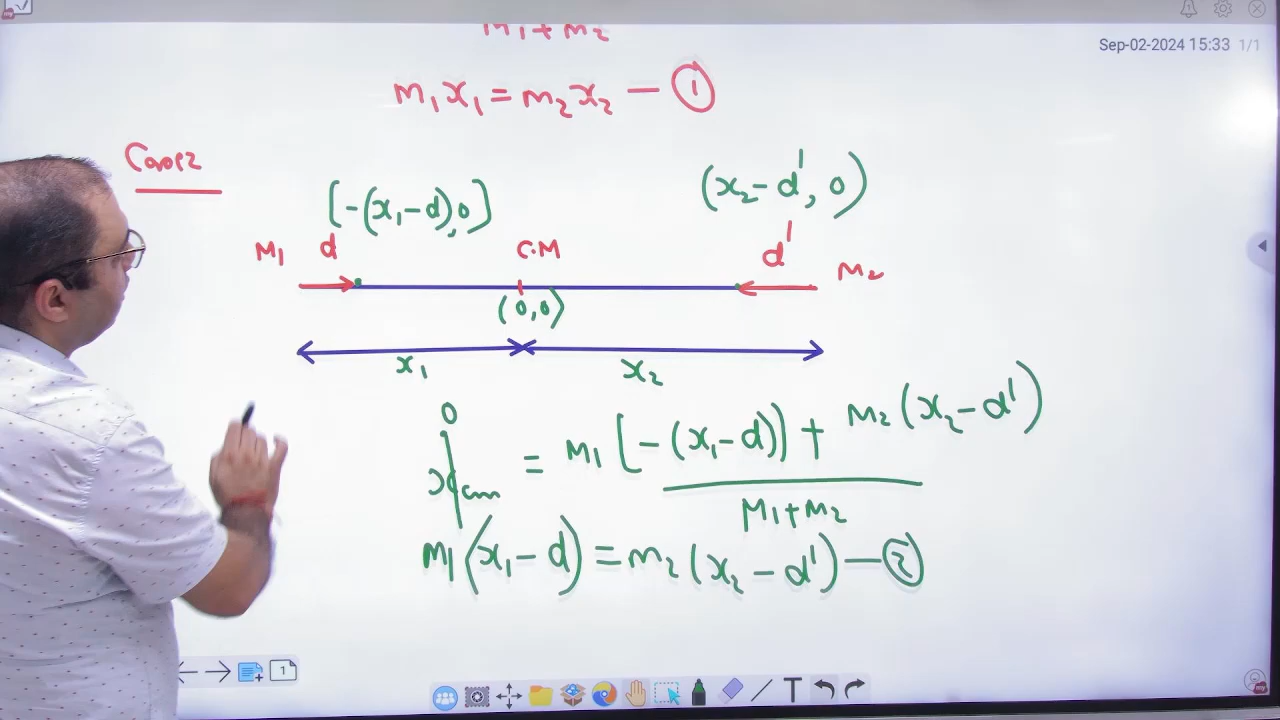 Sep-02-2024 15:33 1/1
M₁+M₂
m₁x₁ = m₂x₂ — ①
Case2
[-(x₁-d),0]
(x₂-d', 0)
M₁ d C.M d' M₂
(0,0)
x₁ x₂
0
x_cm = M₁[-(x₁-d)] + M₂(x₂-d')
M₁+M₂
m₁(x₁-d) = m₂(x₂-d') — ②
1
T